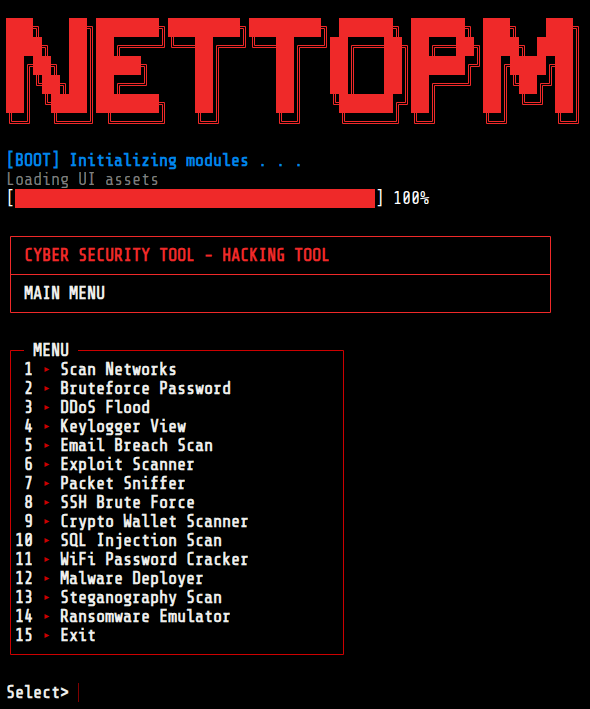 NETTOPM
[BOOT] Initializing modules . . .
Loading UI assets
[ ] 100%
CYBER SECURITY TOOL - HACKING TOOL
MAIN MENU
MENU
1 ▸ Scan Networks
2 ▸ Bruteforce Password
3 ▸ DDoS Flood
4 ▸ Keylogger View
5 ▸ Email Breach Scan
6 ▸ Exploit Scanner
7 ▸ Packet Sniffer
8 ▸ SSH Brute Force
9 ▸ Crypto Wallet Scanner
10 ▸ SQL Injection Scan
11 ▸ WiFi Password Cracker
12 ▸ Malware Deployer
13 ▸ Steganography Scan
14 ▸ Ransomware Emulator
15 ▸ Exit
Select>